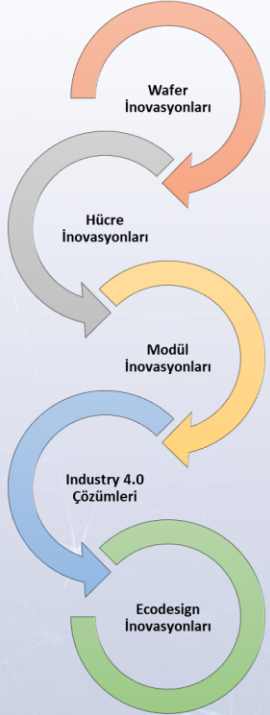 Wafer
İnovasyonları
Hücre
İnovasyonları
Modül
İnovasyonları
Industry 4.0
Çözümleri
Ecodesign
İnovasyonları